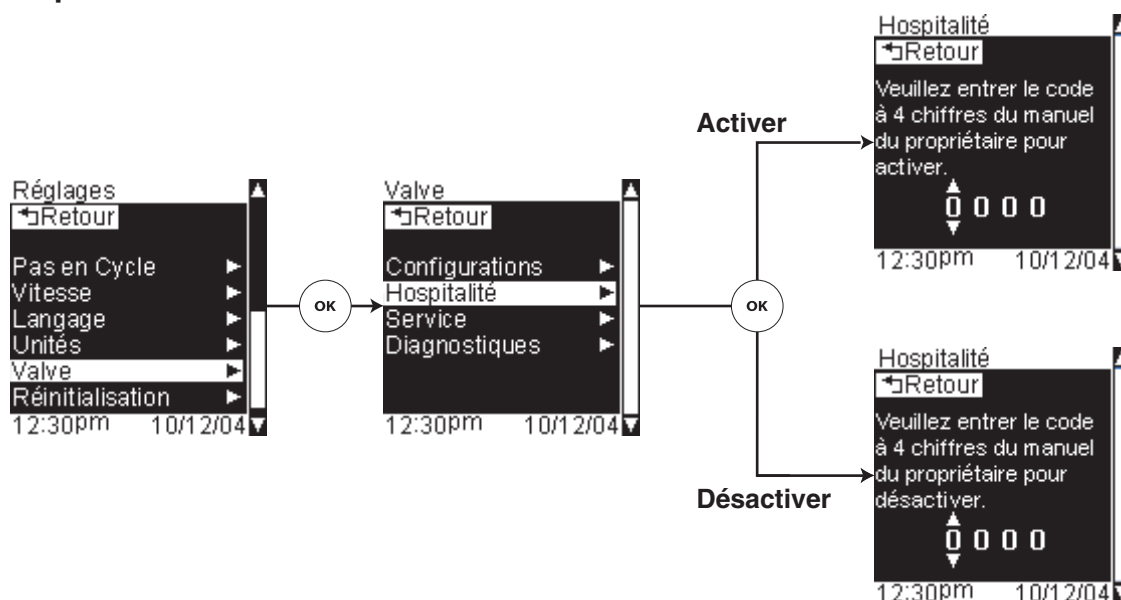 Réglages
Retour
Pas en Cycle
Vitesse
Langage
Unités
Valve
Réinitialisation
12:30pm 10/12/04
OK
Valve
Retour
Configurations
Hospitalité
Service
Diagnostiques
12:30pm 10/12/04
OK
Activer
Hospitalité
Retour
Veuillez entrer le code
à 4 chiffres du manuel
du propriétaire pour
activer.
0 0 0 0
12:30pm 10/12/04
Désactiver
Hospitalité
Retour
Veuillez entrer le code
à 4 chiffres du manuel
du propriétaire pour
désactiver.
0 0 0 0
12:30pm 10/12/04